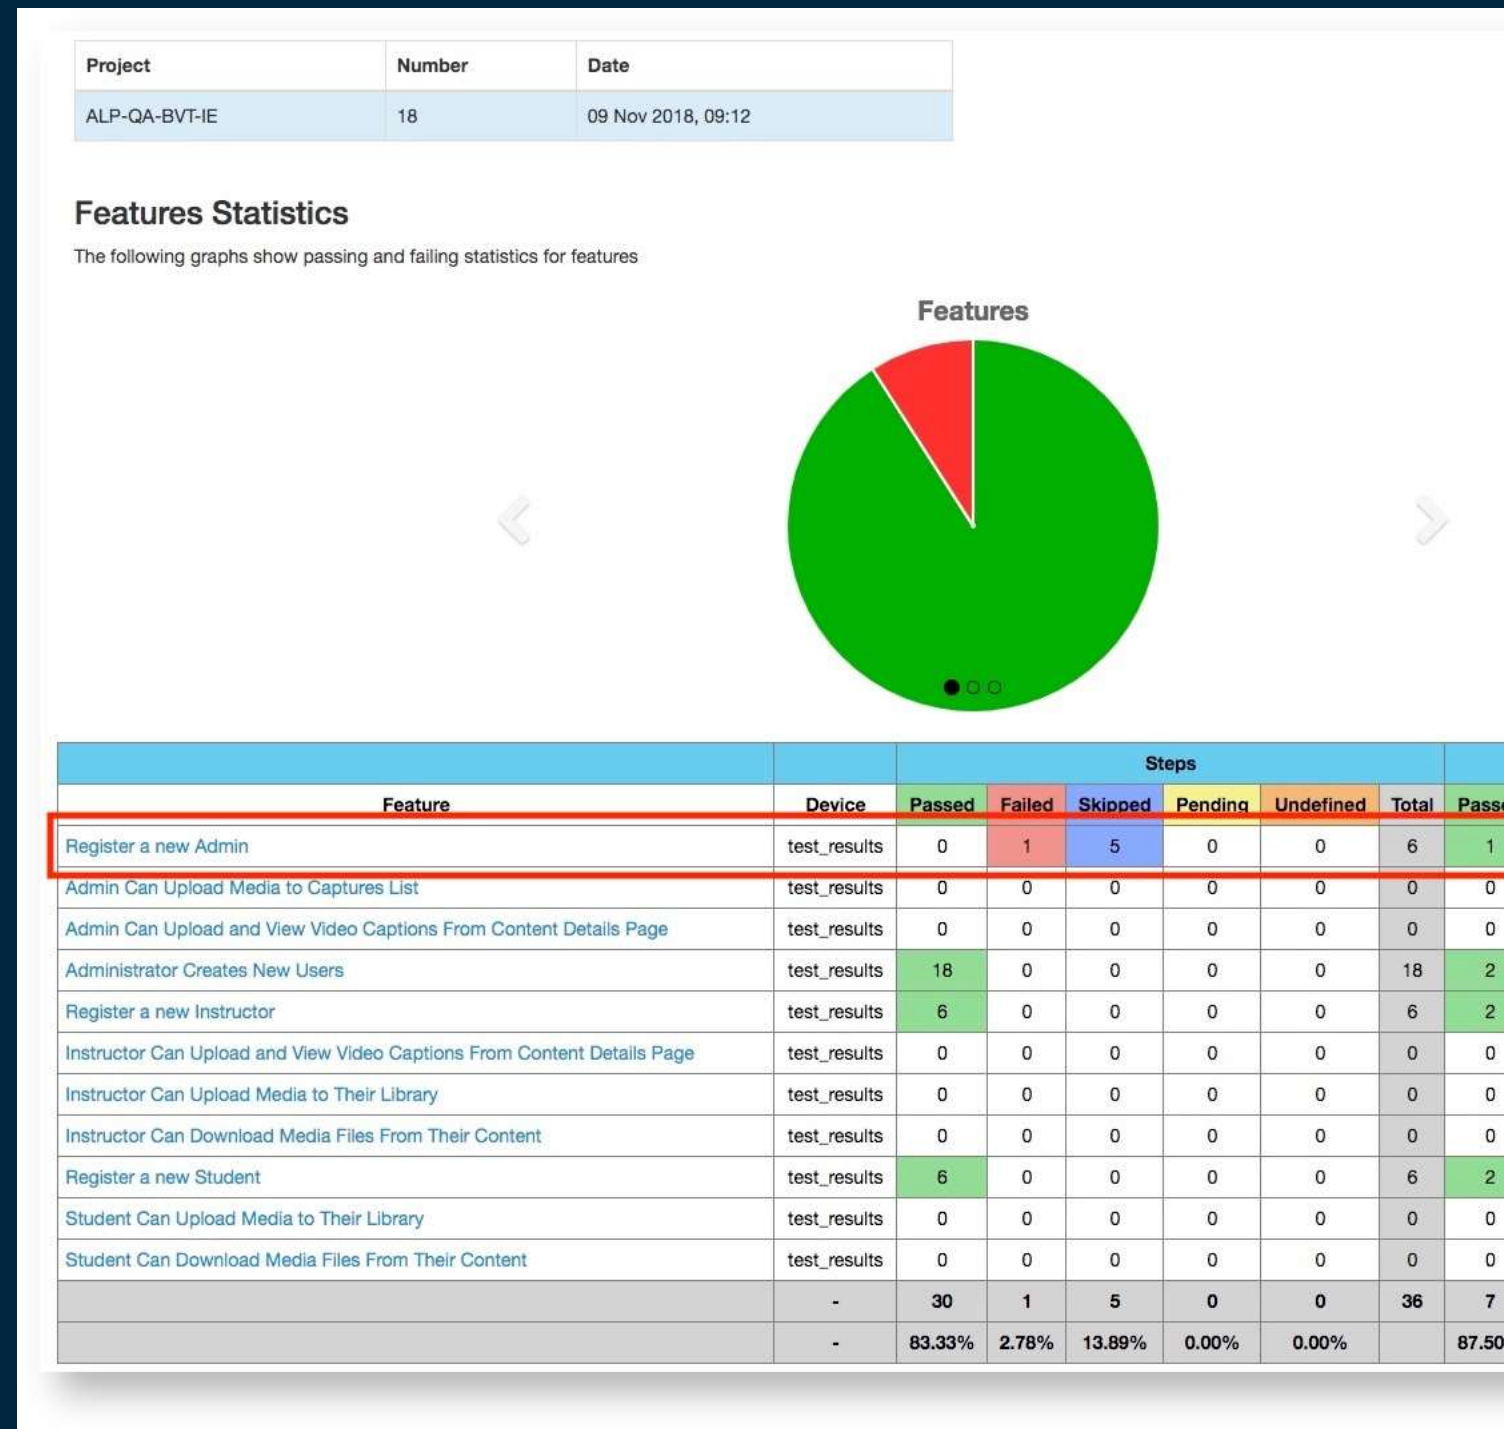 Project Number Date
ALP-QA-BVT-IE 18 09 Nov 2018, 09:12
Features Statistics
The following graphs show passing and failing statistics for features
Features
Steps
Feature Device Passed Failed Skipped Pending Undefined Total Passe
Register a new Admin test_results 0 1 5 0 0 6 1
Admin Can Upload Media to Captures List test_results 0 0 0 0 0 0 0
Admin Can Upload and View Video Captions From Content Details Page test_results 0 0 0 0 0 0 0
Administrator Creates New Users test_results 18 0 0 0 0 18 2
Register a new Instructor test_results 6 0 0 0 0 6 2
Instructor Can Upload and View Video Captions From Content Details Page test_results 0 0 0 0 0 0 0
Instructor Can Upload Media to Their Library test_results 0 0 0 0 0 0 0
Instructor Can Download Media Files From Their Content test_results 0 0 0 0 0 0 0
Register a new Student test_results 6 0 0 0 0 6 2
Student Can Upload Media to Their Library test_results 0 0 0 0 0 0 0
Student Can Download Media Files From Their Content test_results 0 0 0 0 0 0 0
- 30 1 5 0 0 36 7
- 83.33% 2.78% 13.89% 0.00% 0.00% 87.50